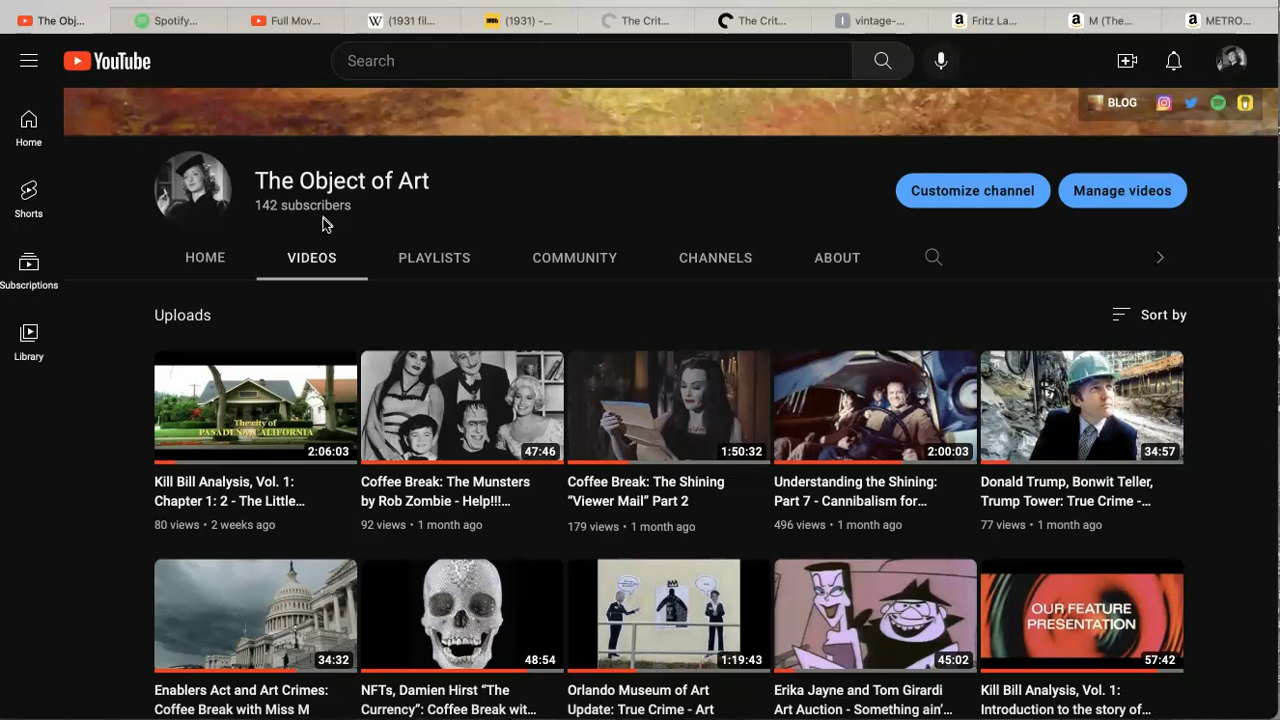 The Obj...
Spotify...
Full Mov...
W (1931 fil...
IMDb (1931) -...
The Crit...
The Crit...
vintage-...
Fritz La...
M (The...
METRO...
YouTube
Search
BLOG
Home
Shorts
Subscriptions
Library
The Object of Art
142 subscribers
Customize channel
Manage videos
HOME
VIDEOS
PLAYLISTS
COMMUNITY
CHANNELS
ABOUT
Uploads
Sort by
The city of
PASADENA, CALIFORNIA
2:06:03
47:46
1:50:32
2:00:03
34:57
Kill Bill Analysis, Vol. 1:
Chapter 1: 2 - The Little...
80 views • 2 weeks ago
Coffee Break: The Munsters
by Rob Zombie - Help!!!...
92 views • 1 month ago
Coffee Break: The Shining
“Viewer Mail” Part 2
179 views • 1 month ago
Understanding the Shining:
Part 7 - Cannibalism for...
496 views • 1 month ago
Donald Trump, Bonwit Teller,
Trump Tower: True Crime -...
77 views • 1 month ago
34:32
48:54
1:19:43
45:02
OUR FEATURE
PRESENTATION
57:42
Enablers Act and Art Crimes:
Coffee Break with Miss M
NFTs, Damien Hirst “The
Currency”: Coffee Break wit...
Orlando Museum of Art
Update: True Crime - Art
Erika Jayne and Tom Girardi
Art Auction - Something ain’...
Kill Bill Analysis, Vol. 1:
Introduction to the story of...